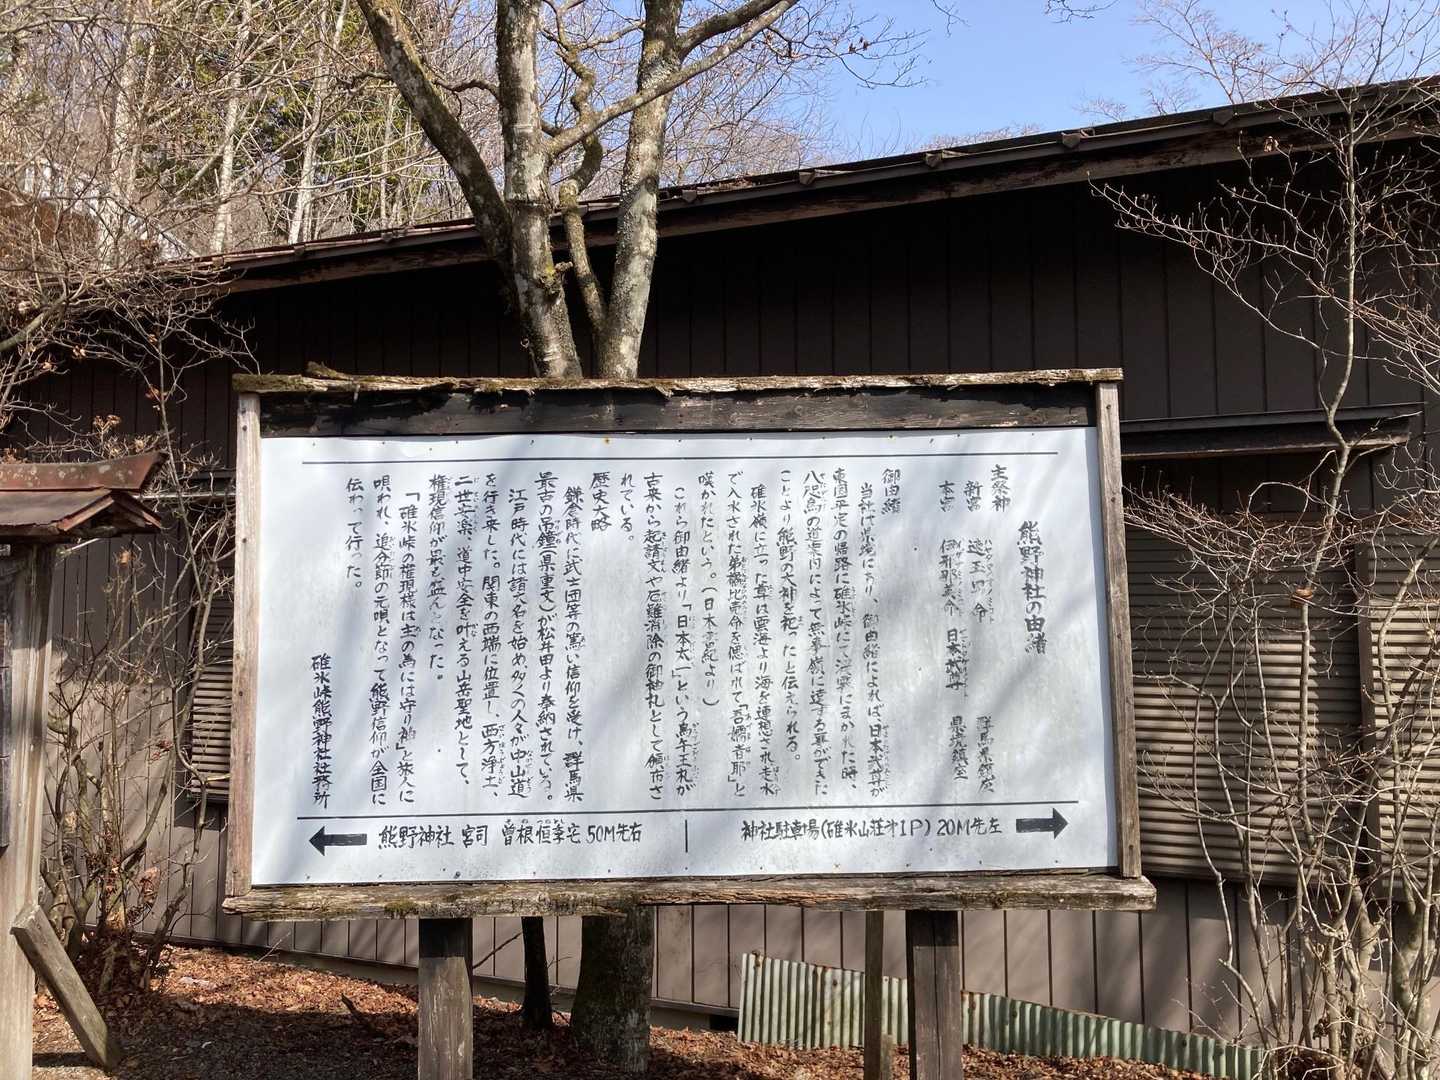 熊野神社の由緒
主祭神
新宮 速玉男命 群馬県鎮座
本宮 伊邪那美命 日本武尊 県境鎮座
御由緒
当社は県境にあり、御由緒によれば、日本武尊が
東国平定の帰路に碓氷峠にて濃霧にまかれた時、
八咫烏の道案内によって無事嶺に達する事ができた
ことより熊野の大神を祀ったと伝えられる。
碓氷嶺に立った尊は雲海より海を連想され走水
で入水された弟橘比売命を偲ばれて「吾嬬者耶」と
嘆かれたという。(日本書紀より)
これら御由緒より「日本太一」という烏牛王札が
古来から起請文や厄難消除の御神札として頒布さ
れている。
歴史大略
鎌倉時代に武士団等の篤い信仰を受け、群馬県
最古の吊鐘(県重文)が松井田より奉納されている。
江戸時代には諸大名を始め多くの人々が中山道
を行き来した。関東の西端に位置し、西方浄土、
二世安楽、道中安全を叶える山岳聖地として、
権現信仰が最も盛んとなった。
「碓氷峠の権現様は主の為には守り神」と旅人に
唄われ、追分節の元唄となって熊野信仰が全国に
伝わって行った。
碓氷峠熊野神社社務所
熊野神社 宮司 曽根恒季宅 50M先右
神社駐車場(碓氷山荘オ1P) 20M先左